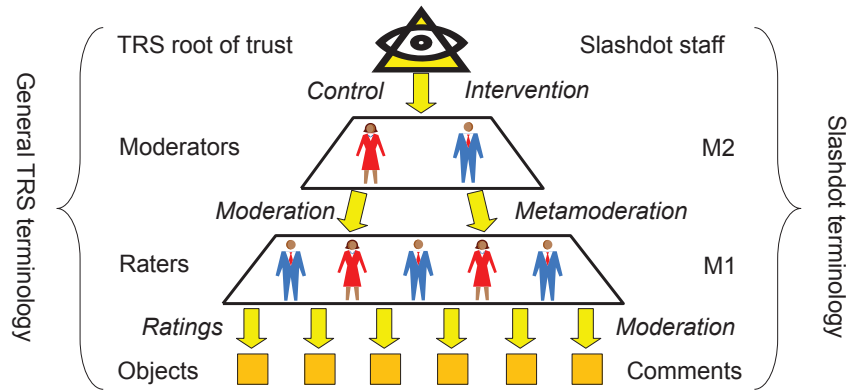 TRS root of trust
Slashdot staff
Control
Intervention
Moderators
M2
Moderation
Metamoderation
Raters
M1
Ratings
Moderation
Objects
Comments
General TRS terminology
Slashdot terminology